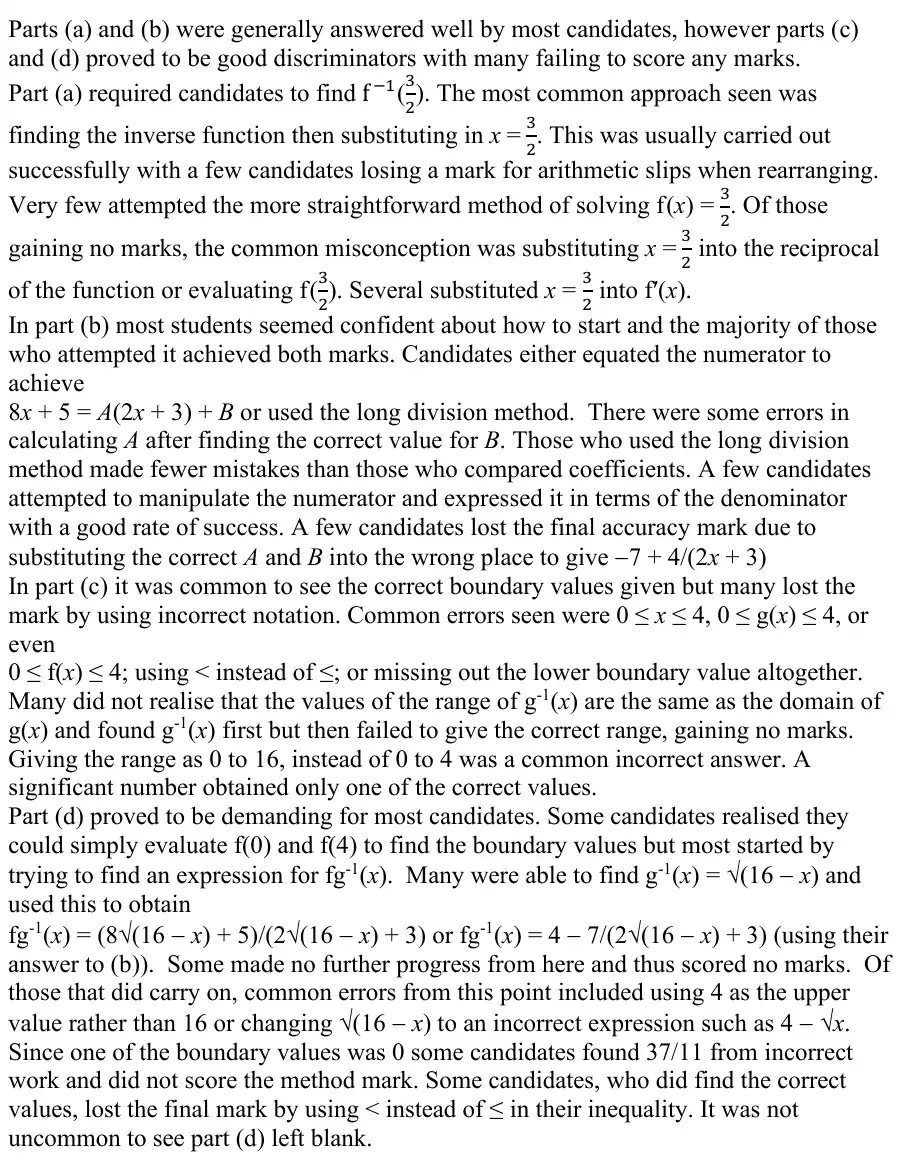 Parts (a) and (b) were generally answered well by most candidates, however parts (c)
and (d) proved to be good discriminators with many failing to score any marks.
Part (a) required candidates to find f⁻¹(3/2). The most common approach seen was
finding the inverse function then substituting in x = 3/2. This was usually carried out
successfully with a few candidates losing a mark for arithmetic slips when rearranging.
Very few attempted the more straightforward method of solving f(x) = 3/2. Of those
gaining no marks, the common misconception was substituting x = 3/2 into the reciprocal
of the function or evaluating f(3/2). Several substituted x = 3/2 into f′(x).
In part (b) most students seemed confident about how to start and the majority of those
who attempted it achieved both marks. Candidates either equated the numerator to
achieve
8x + 5 = A(2x + 3) + B or used the long division method. There were some errors in
calculating A after finding the correct value for B. Those who used the long division
method made fewer mistakes than those who compared coefficients. A few candidates
attempted to manipulate the numerator and expressed it in terms of the denominator
with a good rate of success. A few candidates lost the final accuracy mark due to
substituting the correct A and B into the wrong place to give –7 + 4/(2x + 3)
In part (c) it was common to see the correct boundary values given but many lost the
mark by using incorrect notation. Common errors seen were 0 ≤ x ≤ 4, 0 ≤ g(x) ≤ 4, or
even
0 ≤ f(x) ≤ 4; using < instead of ≤; or missing out the lower boundary value altogether.
Many did not realise that the values of the range of g⁻¹(x) are the same as the domain of
g(x) and found g⁻¹(x) first but then failed to give the correct range, gaining no marks.
Giving the range as 0 to 16, instead of 0 to 4 was a common incorrect answer. A
significant number obtained only one of the correct values.
Part (d) proved to be demanding for most candidates. Some candidates realised they
could simply evaluate f(0) and f(4) to find the boundary values but most started by
trying to find an expression for fg⁻¹(x). Many were able to find g⁻¹(x) = √(16 – x) and
used this to obtain
fg⁻¹(x) = (8√(16 – x) + 5)/(2√(16 – x) + 3) or fg⁻¹(x) = 4 – 7/(2√(16 – x) + 3) (using their
answer to (b)). Some made no further progress from here and thus scored no marks. Of
those that did carry on, common errors from this point included using 4 as the upper
value rather than 16 or changing √(16 – x) to an incorrect expression such as 4 – √x.
Since one of the boundary values was 0 some candidates found 37/11 from incorrect
work and did not score the method mark. Some candidates, who did find the correct
values, lost the final mark by using < instead of ≤ in their inequality. It was not
uncommon to see part (d) left blank.